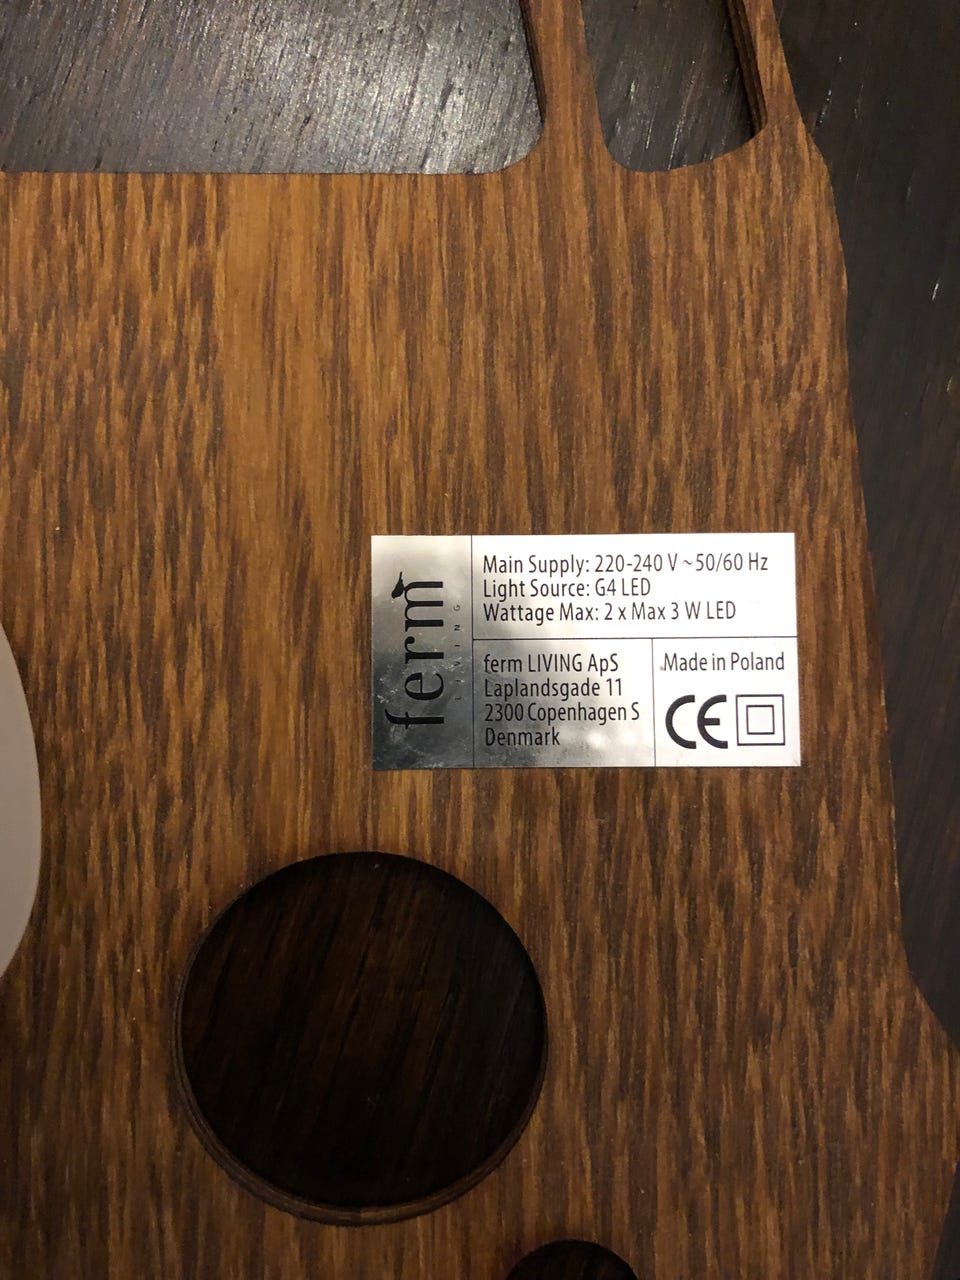 ferm
LIVING
Main Supply: 220-240 V ~ 50/60 Hz
Light Source: G4 LED
Wattage Max: 2 x Max 3 W LED
ferm LIVING ApS
Laplandsgade 11
2300 Copenhagen S
Denmark
Made in Poland
CE